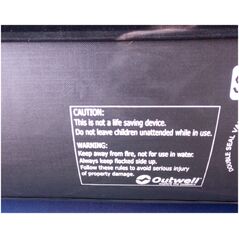 CAUTION:
This is not a life saving device.
Do not leave children unattended while in use.
WARNING:
Keep away from fire, not for use in water.
Always keep flocked side up.
Follow these rules to avoid serious injury
of property damage.
Outwell
DOUBLE SEAL